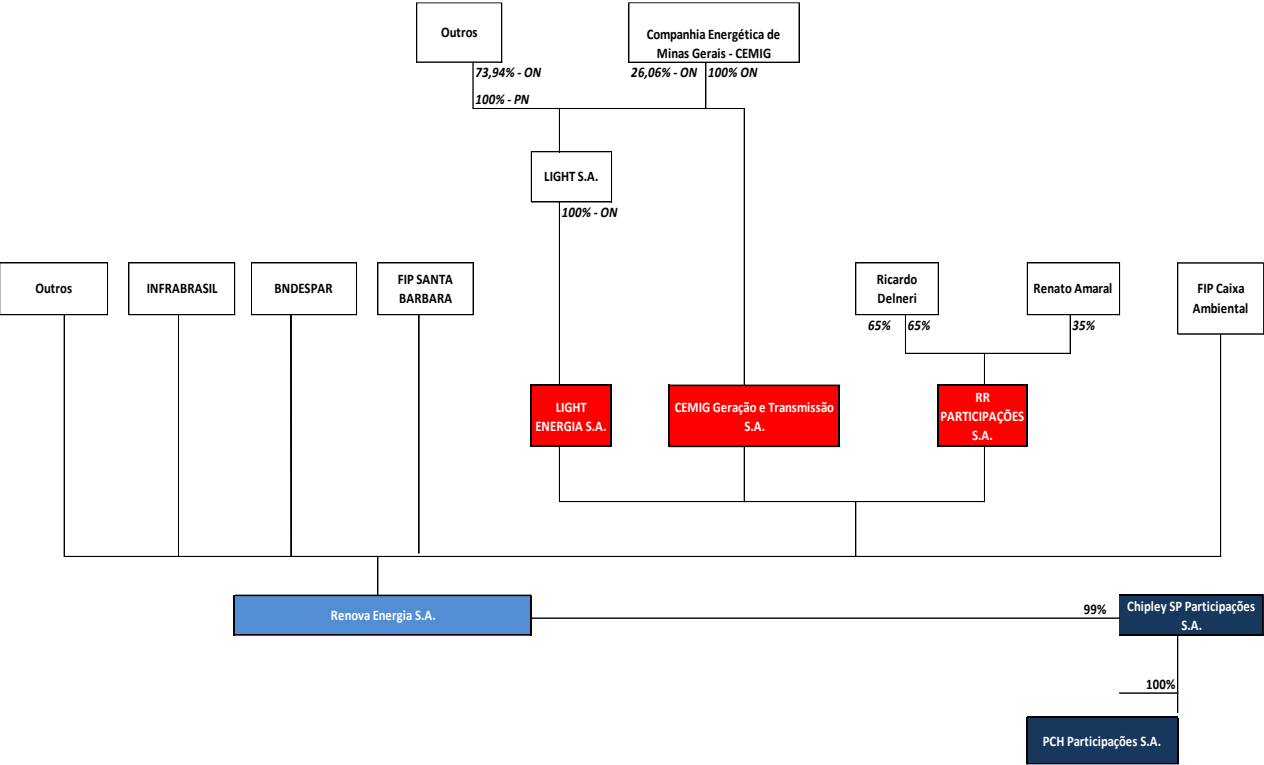 Outros
Companhia Energética de
Minas Gerais - CEMIG
73,94% - ON
26,06% - ON
100% ON
100% - PN
LIGHT S.A.
100% - ON
Outros
INFRABRASIL
BNDESPAR
FIP SANTA
BARBARA
Ricardo
Delneri
Renato Amaral
FIP Caixa
Ambiental
65%
65%
35%
LIGHT
ENERGIA S.A.
CEMIG Geração e Transmissão
S.A.
RR
PARTICIPAÇÕES
S.A.
Renova Energia S.A.
99%
Chipley SP Participações
S.A.
100%
PCH Participações S.A.